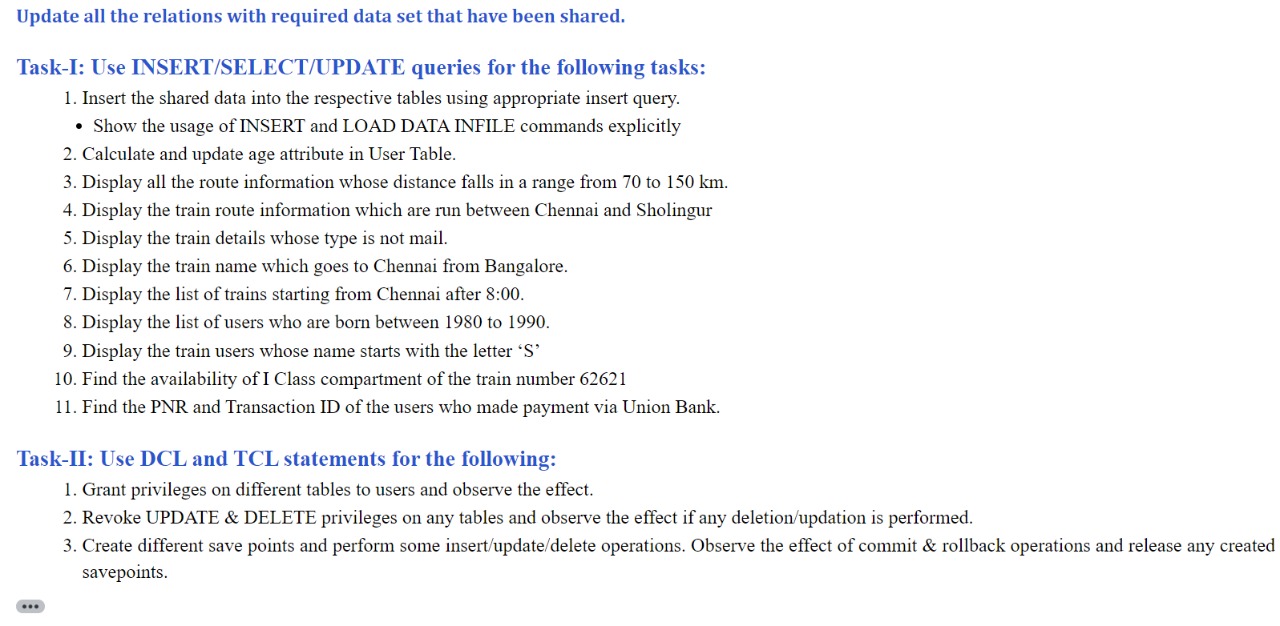 Update all the relations with required data set that have been shared.
Task-I: Use INSERT/SELECT/UPDATE queries for the following tasks:
1. Insert the shared data into the respective tables using appropriate insert query.
• Show the usage of INSERT and LOAD DATA INFILE commands explicitly
2. Calculate and update age attribute in User Table.
3. Display all the route information whose distance falls in a range from 70 to 150 km.
4. Display the train route information which are run between Chennai and Sholingur
5. Display the train details whose type is not mail.
6. Display the train name which goes to Chennai from Bangalore.
7. Display the list of trains starting from Chennai after 8:00.
8. Display the list of users who are born between 1980 to 1990.
9. Display the train users whose name starts with the letter ‘S’
10. Find the availability of I Class compartment of the train number 62621
11. Find the PNR and Transaction ID of the users who made payment via Union Bank.
Task-II: Use DCL and TCL statements for the following:
1. Grant privileges on different tables to users and observe the effect.
2. Revoke UPDATE & DELETE privileges on any tables and observe the effect if any deletion/updation is performed.
3. Create different save points and perform some insert/update/delete operations. Observe the effect of commit & rollback operations and release any created
savepoints.